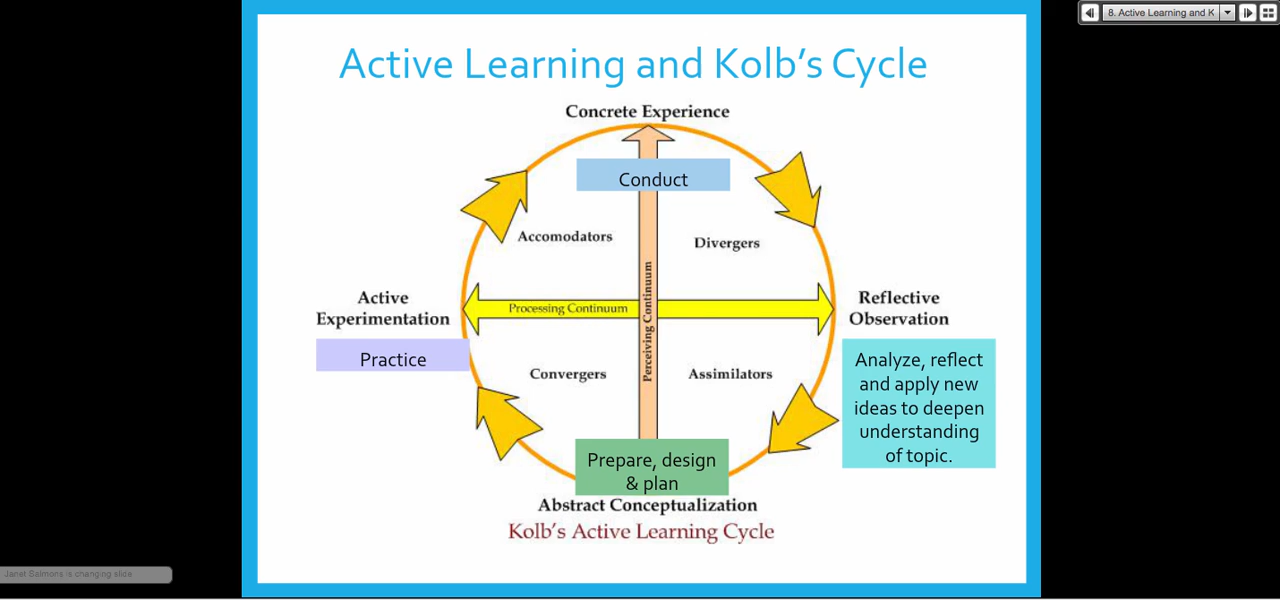 8. Active Learning and K
Active Learning and Kolb's Cycle
Concrete Experience
Conduct
Accomodators
Divergers
Perceiving Continuum
Processing Continuum
Active
Experimentation
Reflective
Observation
Practice
Analyze, reflect
and apply new
ideas to deepen
understanding
of topic.
Convergers
Assimilators
Prepare, design
& plan
Abstract Conceptualization
Kolb's Active Learning Cycle
Janet Salmons is changing slide